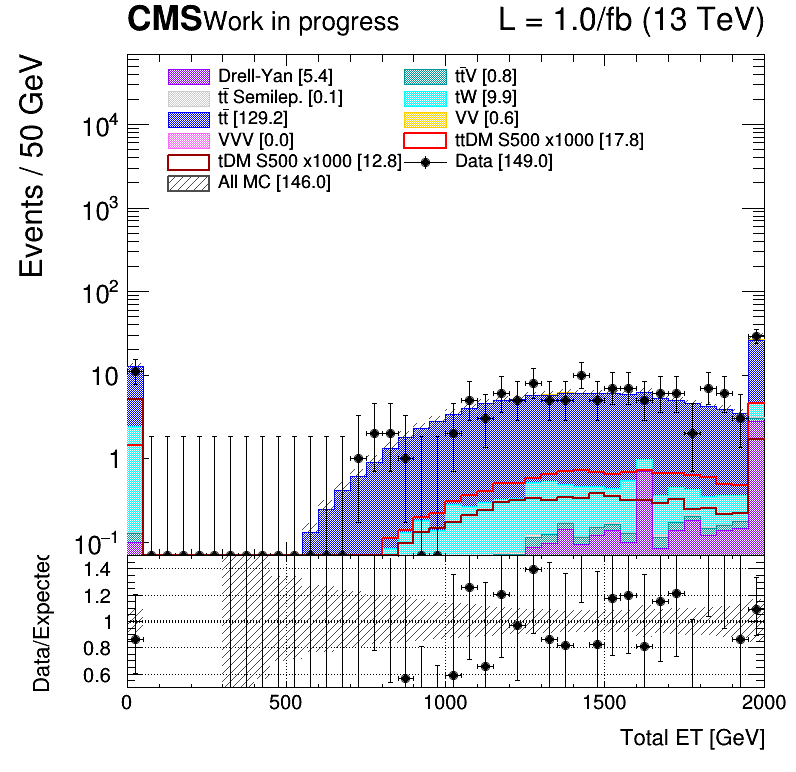 CMS Work in progress L = 1.0/fb (13 TeV)
Events / 50 GeV
Drell-Yan [5.4] tt̄V [0.8]
tt̄ Semilep. [0.1] tW [9.9]
tt̄ [129.2] VV [0.6]
VVV [0.0] ttDM S500 x1000 [17.8]
tDM S500 x1000 [12.8] Data [149.0]
All MC [146.0]
10⁴
10³
10²
10
1
10⁻¹
Data/Expected
1.4
1.2
1
0.8
0.6
0 500 1000 1500 2000
Total ET [GeV]